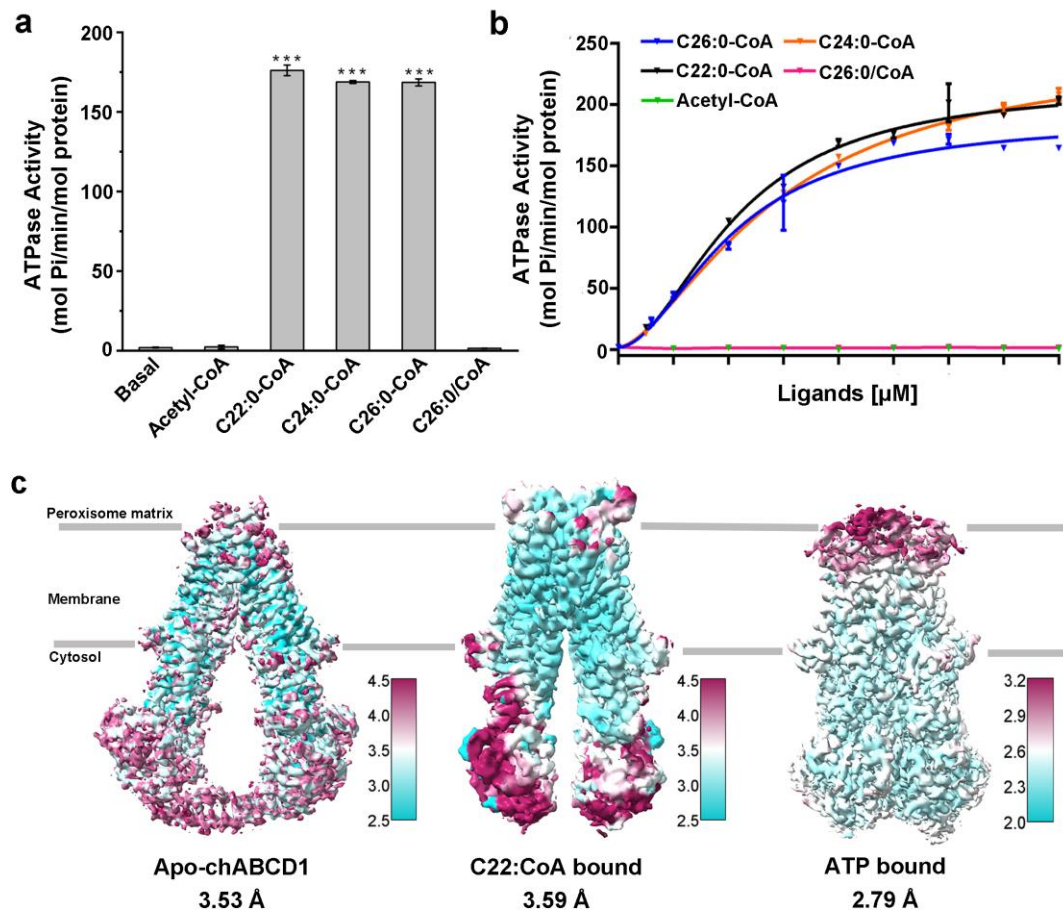 a
ATPase Activity
(mol Pi/min/mol protein)
200
150
100
50
0
***
***
***
Basal
Acetyl-CoA
C22:0-CoA
C24:0-CoA
C26:0-CoA
C26:0/CoA
b
ATPase Activity
(mol Pi/min/mol protein)
250
200
150
100
50
0
C26:0-CoA
C24:0-CoA
C22:0-CoA
C26:0/CoA
Acetyl-CoA
Ligands [µM]
c
Peroxisome matrix
Membrane
Cytosol
4.5
4.0
3.5
3.0
2.5
4.5
4.0
3.5
3.0
2.5
3.2
3.0
2.8
2.6
2.4
2.2
2.0
Apo-chABCD1
3.53 Å
C22:CoA bound
3.59 Å
ATP bound
2.79 Å